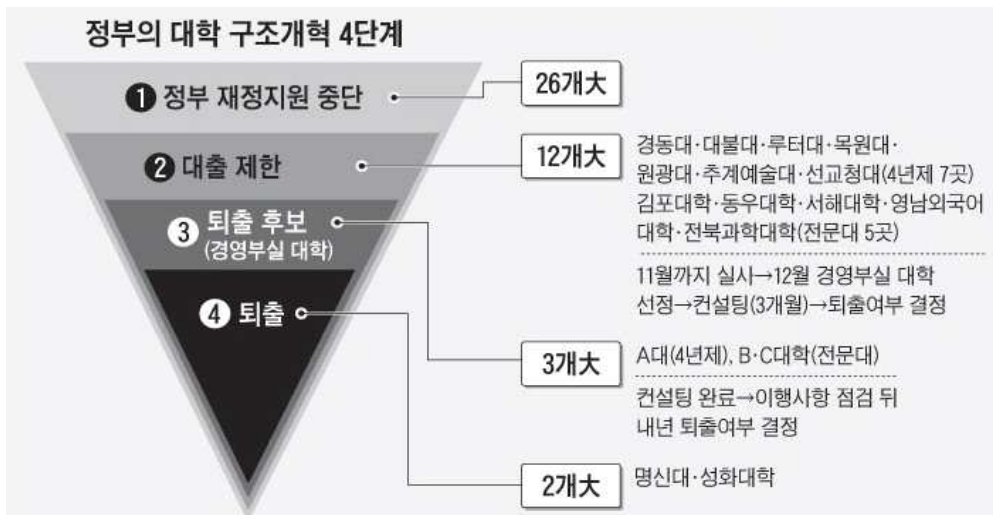 정부의 대학 구조개혁 4단계
❶ 정부 재정지원 중단
26개大
❷ 대출 제한
12개大
경동대·대불대·루터대·목원대·
원광대·추계예술대·선교청대(4년제 7곳)
김포대학·동우대학·서해대학·영남외국어
대학·전북과학대학(전문대 5곳)
11월까지 실시→12월 경영부실 대학
선정→컨설팅(3개월)→퇴출여부 결정
③ 퇴출 후보
(경영부실 대학)
3개大
A대(4년제), B·C대학(전문대)
컨설팅 완료→이행사항 점검 뒤
내년 퇴출여부 결정
④ 퇴출
2개大
명신대·성화대학